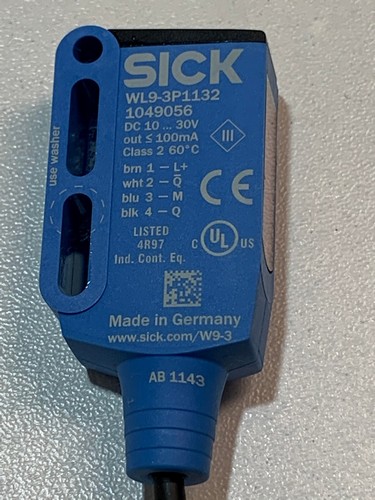 SICK
WL9-3P1132
1049056
DC 10 ... 30V
out ≤ 100mA
Class 2 60°C
III
brn 1 – L+
wht 2 – Q̅
blu 3 – M
blk 4 – Q
CE
use washer
LISTED
4R97
Ind. Cont. Eq.
C UL US
Made in Germany
www.sick.com/W9-3
AB 1143